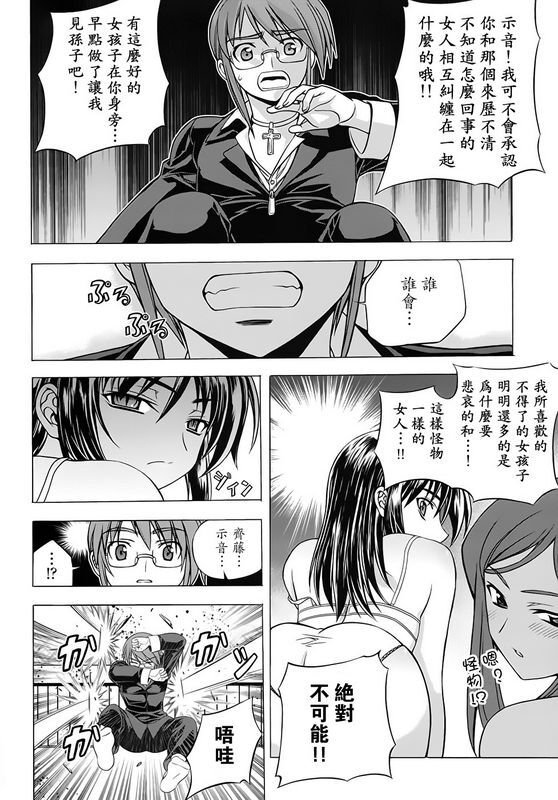 示音！我可不會承認
你和那個來歷不清
不知道怎麼回事的
女人相互糾纏在一起
什麼的哦!!
有這麼好的
女孩子在你身旁…
早點做了讓我
見孫子吧！
誰
誰會…
ぷる
ぷる
我所喜歡的
不得了的女孩子
明明還多的是
為什麼要
悲哀的和…！
這樣怪物
一樣的
女人…!!
嗯？
怪物!?
絕對
不可能!!
ジイン
齊藤…
示音…
…!?
カッ
カッ
カッ
唔哇